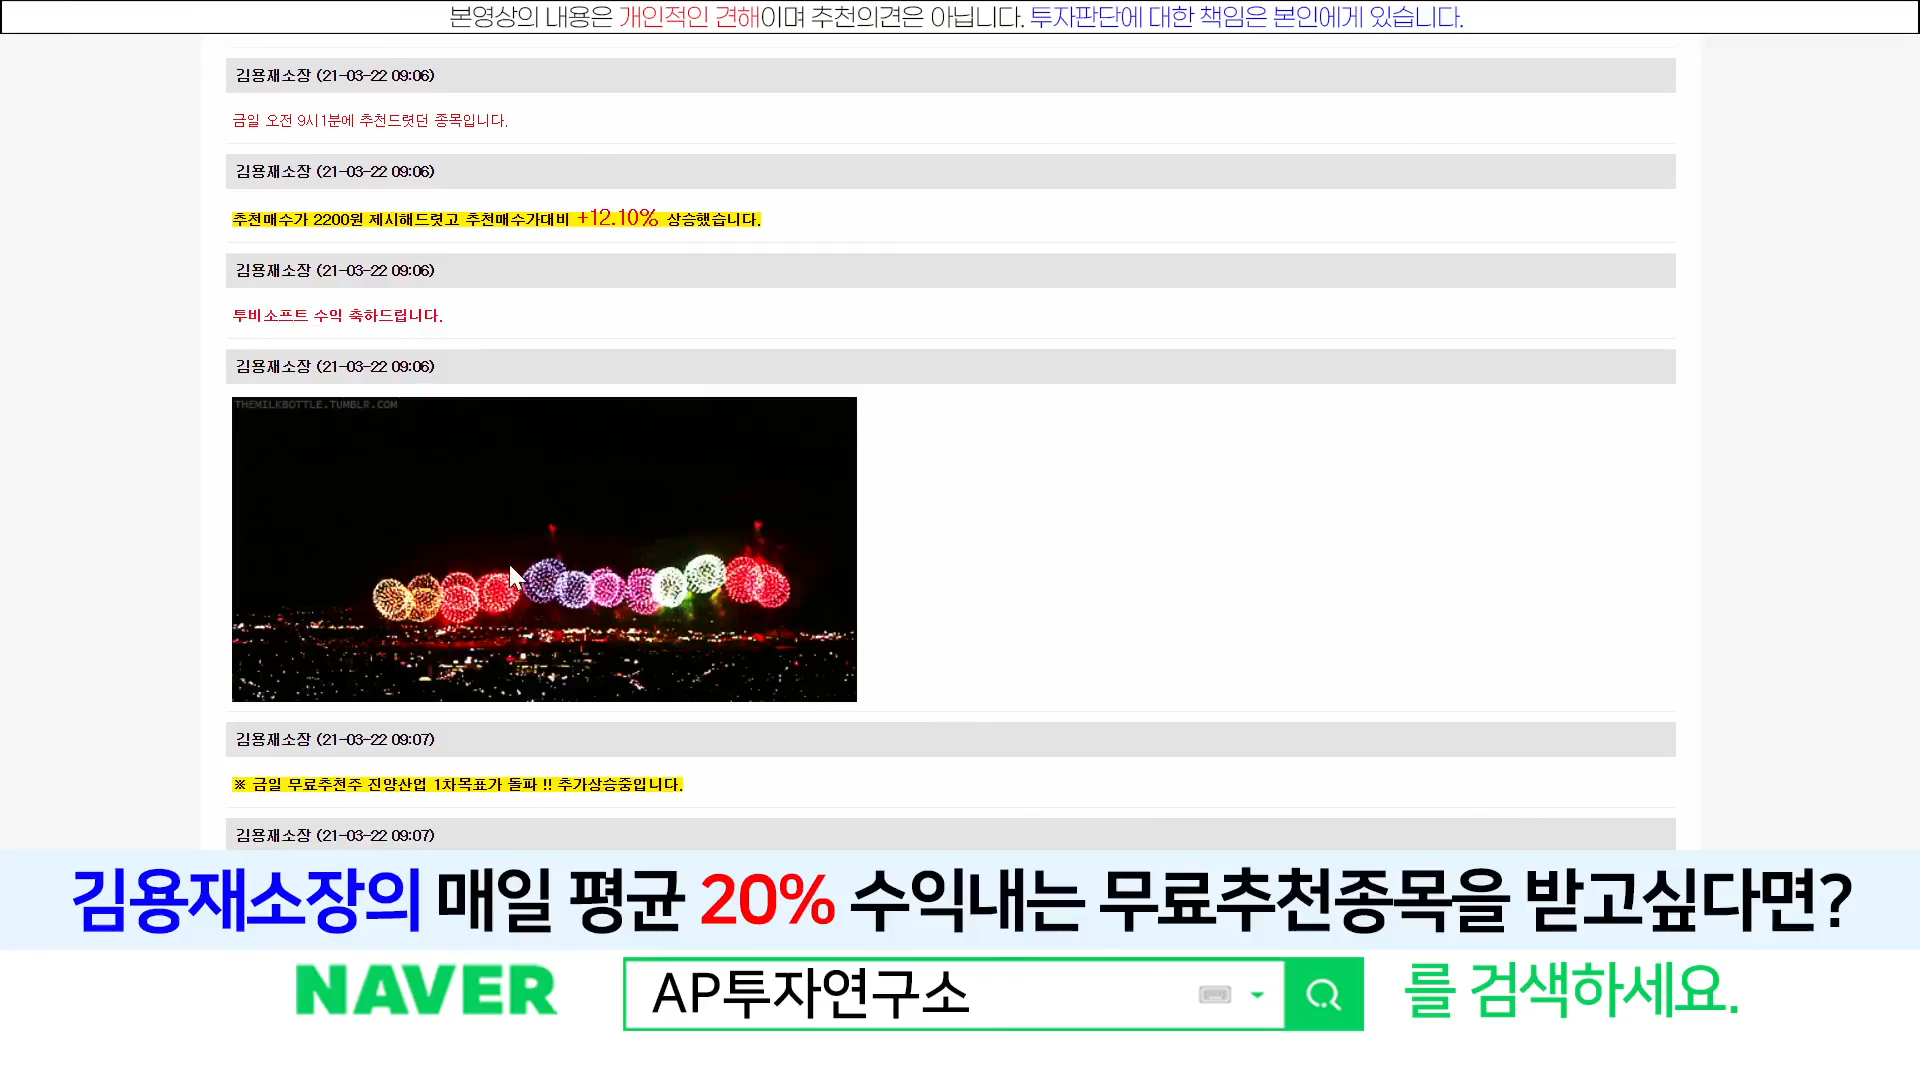 본영상의 내용은 개인적인 견해이며 추천의견은 아닙니다. 투자판단에 대한 책임은 본인에게 있습니다.
김용재소장 (21-03-22 09:06)
금일 오전 9시1분에 추천드렷던 종목입니다.
김용재소장 (21-03-22 09:06)
추천매수가 2200원 제시해드렷고 추천매수가대비 +12.10% 상승했습니다.
김용재소장 (21-03-22 09:06)
투비소프트 수익 축하드립니다.
김용재소장 (21-03-22 09:06)
THEMILKBOTTLE.TUMBLR.COM
김용재소장 (21-03-22 09:07)
※ 금일 무료추천주 진양산업 1차목표가 돌파 !! 추가상승중입니다.
김용재소장 (21-03-22 09:07)
김용재소장의 매일 평균 20% 수익내는 무료추천종목을 받고싶다면?
NAVER AP투자연구소 를 검색하세요.